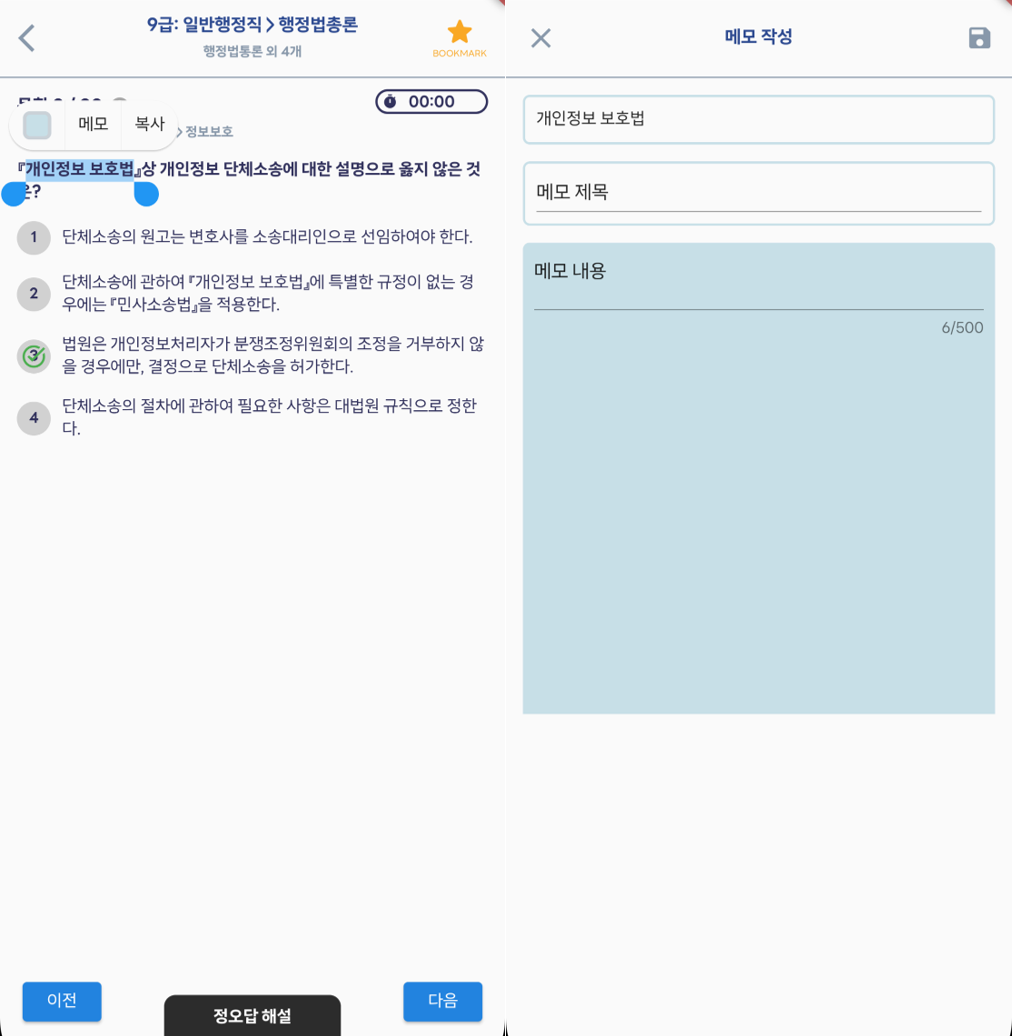 9급: 일반행정직 > 행정법총론
행정법통론 외 4개
BOOKMARK
00:00
메모
복사
> 정보보호
『개인정보 보호법』상 개인정보 단체소송에 대한 설명으로 옳지 않은 것
은?
1 단체소송의 원고는 변호사를 소송대리인으로 선임하여야 한다.
2 단체소송에 관하여 『개인정보 보호법』에 특별한 규정이 없는 경
우에는 『민사소송법』을 적용한다.
3 법원은 개인정보처리자가 분쟁조정위원회의 조정을 거부하지 않
을 경우에만, 결정으로 단체소송을 허가한다.
4 단체소송의 절차에 관하여 필요한 사항은 대법원 규칙으로 정한
다.
이전
정오답 해설
다음
메모 작성
개인정보 보호법
메모 제목
메모 내용
6/500